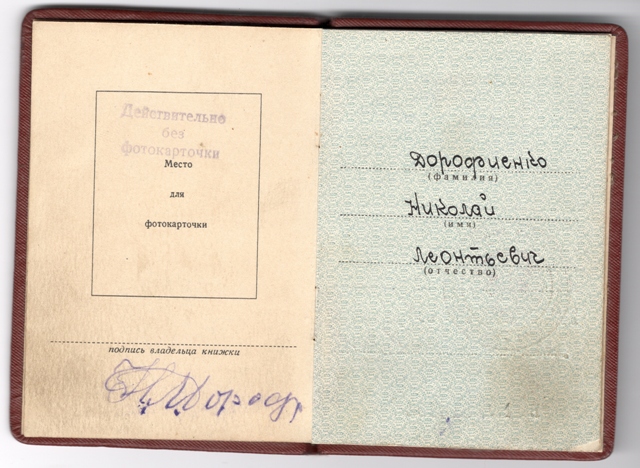 Действительно
без
фотокарточки
Место
для
фотокарточки
подпись владельца книжки
Дорофиенко
(фамилия)
Николай
(имя)
Леонтьевич
(отчество)